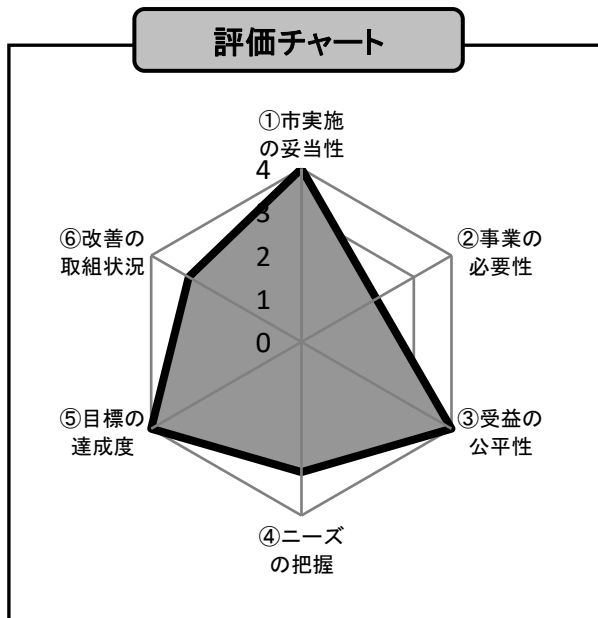 評価チャート
①市実施
の妥当性
4
3
2
1
0
②事業の
必要性
③受益の
公平性
④ニーズ
の把握
⑤目標の
達成度
⑥改善の
取組状況